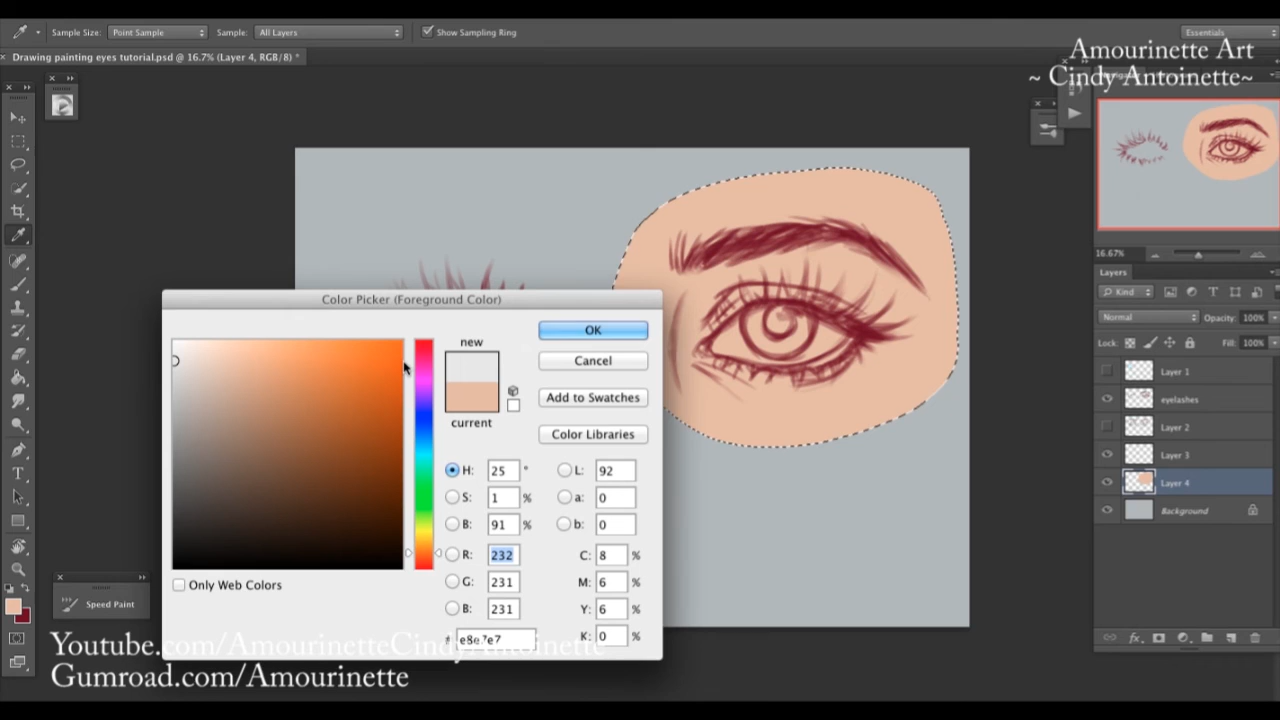 Sample Size: Point Sample Sample: All Layers Show Sampling Ring Essentials
Drawing painting eyes tutorial.psd @ 16.7% (Layer 4, RGB/8) *
Amourinette Art
~ Cindy Antoinette~
16.67%
Layers
Kind
Normal Opacity: 100%
Lock: Fill: 100%
Layer 1
eyelashes
Layer 2
Layer 3
Layer 4
Background
Color Picker (Foreground Color)
new
current
OK
Cancel
Add to Swatches
Color Libraries
H: 25 ° L: 92
S: 1 % a: 0
B: 91 % b: 0
R: 232 C: 8 %
G: 231 M: 6 %
B: 231 Y: 6 %
# e8e7e7 K: 0 %
Only Web Colors
Speed Paint
Youtube.com/AmourinetteCindyAntoinette
Gumroad.com/Amourinette